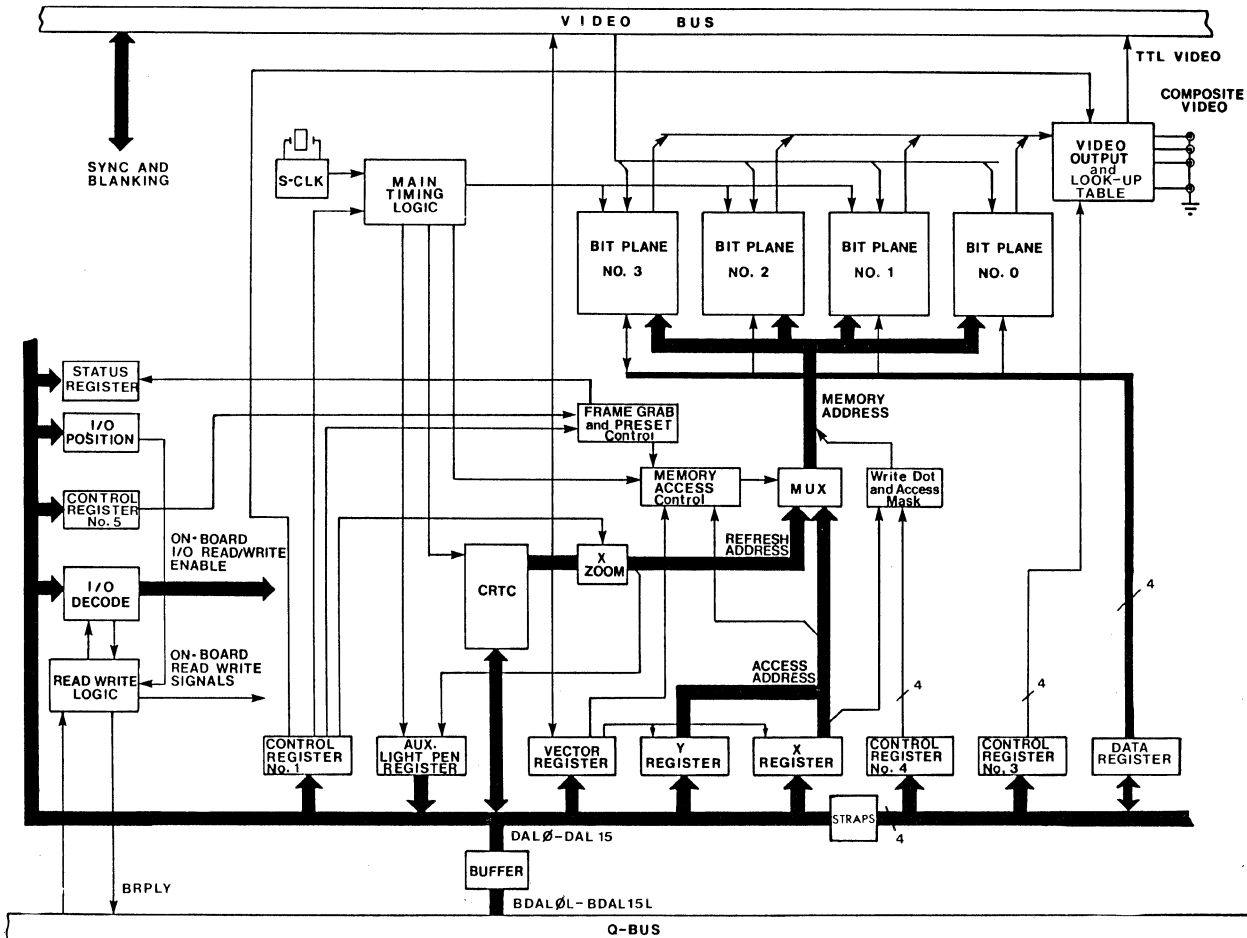 VIDEO BUS
TTL VIDEO
COMPOSITE
VIDEO
SYNC AND
BLANKING
S-CLK
MAIN
TIMING
LOGIC
VIDEO
OUTPUT
and
LOOK-UP
TABLE
BIT PLANE
NO. 3
BIT PLANE
NO. 2
BIT PLANE
NO. 1
BIT PLANE
NO. 0
STATUS
REGISTER
I/O
POSITION
CONTROL
REGISTER
No. 5
ON-BOARD
I/O READ/WRITE
ENABLE
I/O
DECODE
ON-BOARD
READ WRITE
SIGNALS
READ WRITE
LOGIC
FRAME GRAB
and PRESET
Control
MEMORY
ADDRESS
MEMORY
ACCESS
Control
MUX
Write Dot
and Access
Mask
REFRESH
ADDRESS
X
ZOOM
CRTC
4
ACCESS
ADDRESS
4
4
CONTROL
REGISTER
No. 1
AUX.
LIGHT PEN
REGISTER
VECTOR
REGISTER
Y
REGISTER
X
REGISTER
CONTROL
REGISTER
No. 4
CONTROL
REGISTER
No. 3
DATA
REGISTER
STRAPS
4
DALØ-DAL 15
BUFFER
BRPLY
BDALØL-BDAL15L
Q-BUS